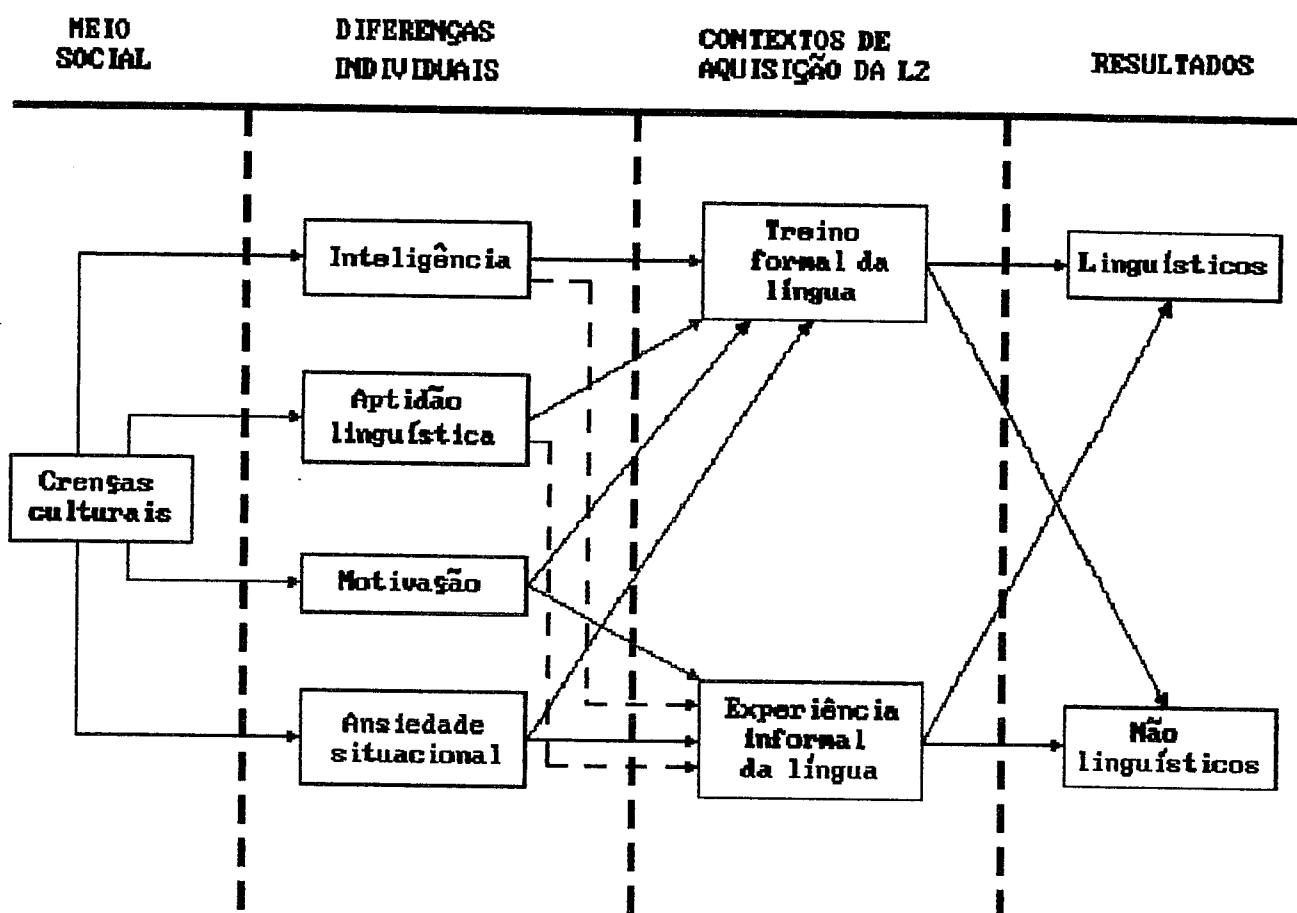 MEIO
SOCIAL
DIFERENÇAS
INDIVIDUAIS
CONTEXTOS DE
AQUISIÇÃO DA L2
RESULTADOS
Inteligência
Treino
formal da
língua
Linguísticos
Aptidão
linguística
Crenças
culturais
Motivação
Ansiedade
situacional
Experiência
informal
da língua
Não
linguísticos